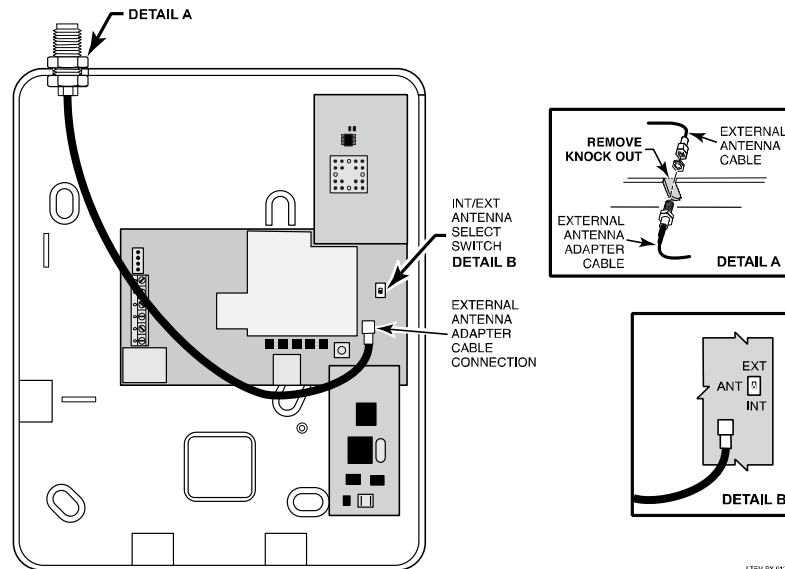 DETAIL A
INT/EXT
ANTENNA
SELECT
SWITCH
DETAIL B
EXTERNAL
ANTENNA
ADAPTER
CABLE
CONNECTION
REMOVE
KNOCK OUT
EXTERNAL
ANTENNA
CABLE
EXTERNAL
ANTENNA
ADAPTER
CABLE
DETAIL A
EXT
ANT
INT
DETAIL B